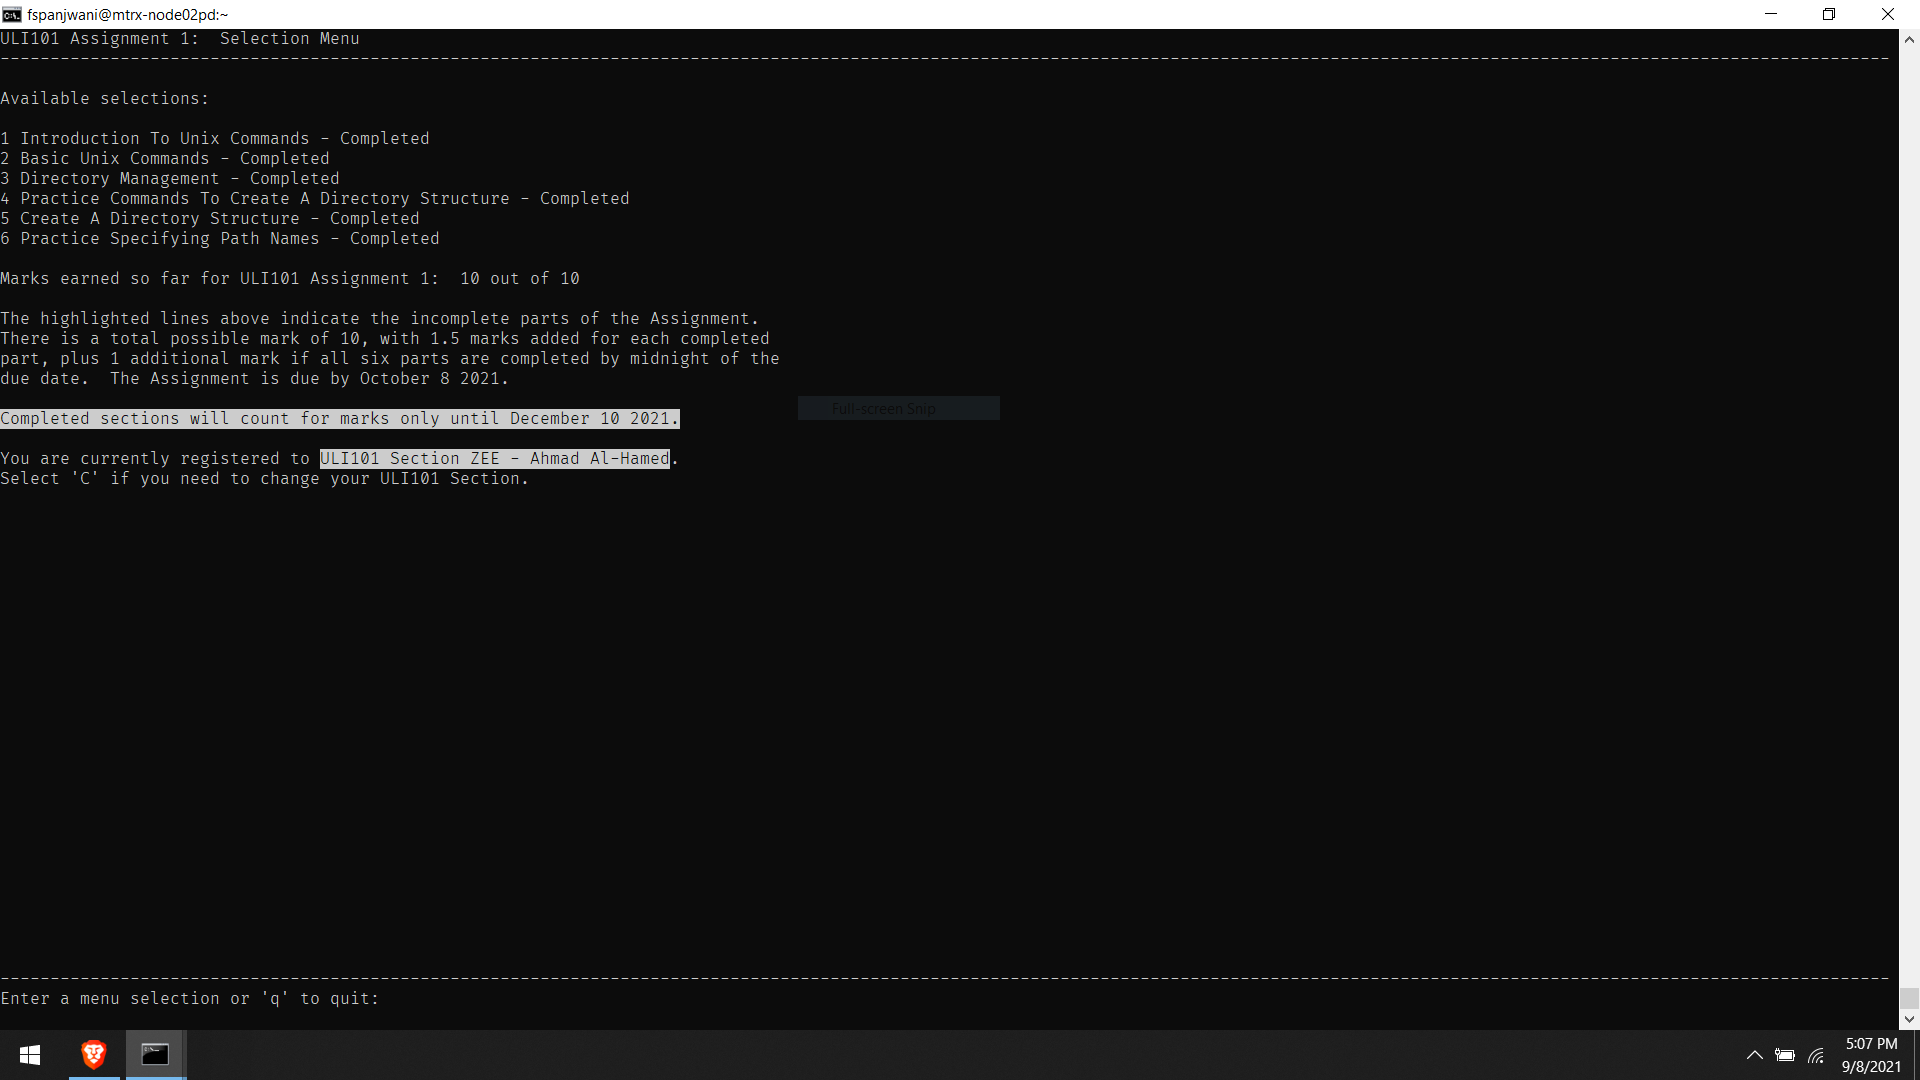 fspanjwani@mtrx-node02pd:~
ULI101 Assignment 1:  Selection Menu
Available selections:
1 Introduction To Unix Commands - Completed
2 Basic Unix Commands - Completed
3 Directory Management - Completed
4 Practice Commands To Create A Directory Structure - Completed
5 Create A Directory Structure - Completed
6 Practice Specifying Path Names - Completed
Marks earned so far for ULI101 Assignment 1:  10 out of 10
The highlighted lines above indicate the incomplete parts of the Assignment.
There is a total possible mark of 10, with 1.5 marks added for each completed
part, plus 1 additional mark if all six parts are completed by midnight of the
due date.  The Assignment is due by October 8 2021.
Full-screen Snip
Completed sections will count for marks only until December 10 2021.
You are currently registered to ULI101 Section ZEE - Ahmad Al-Hamed.
Select 'C' if you need to change your ULI101 Section.
Enter a menu selection or 'q' to quit:
5:07 PM
9/8/2021